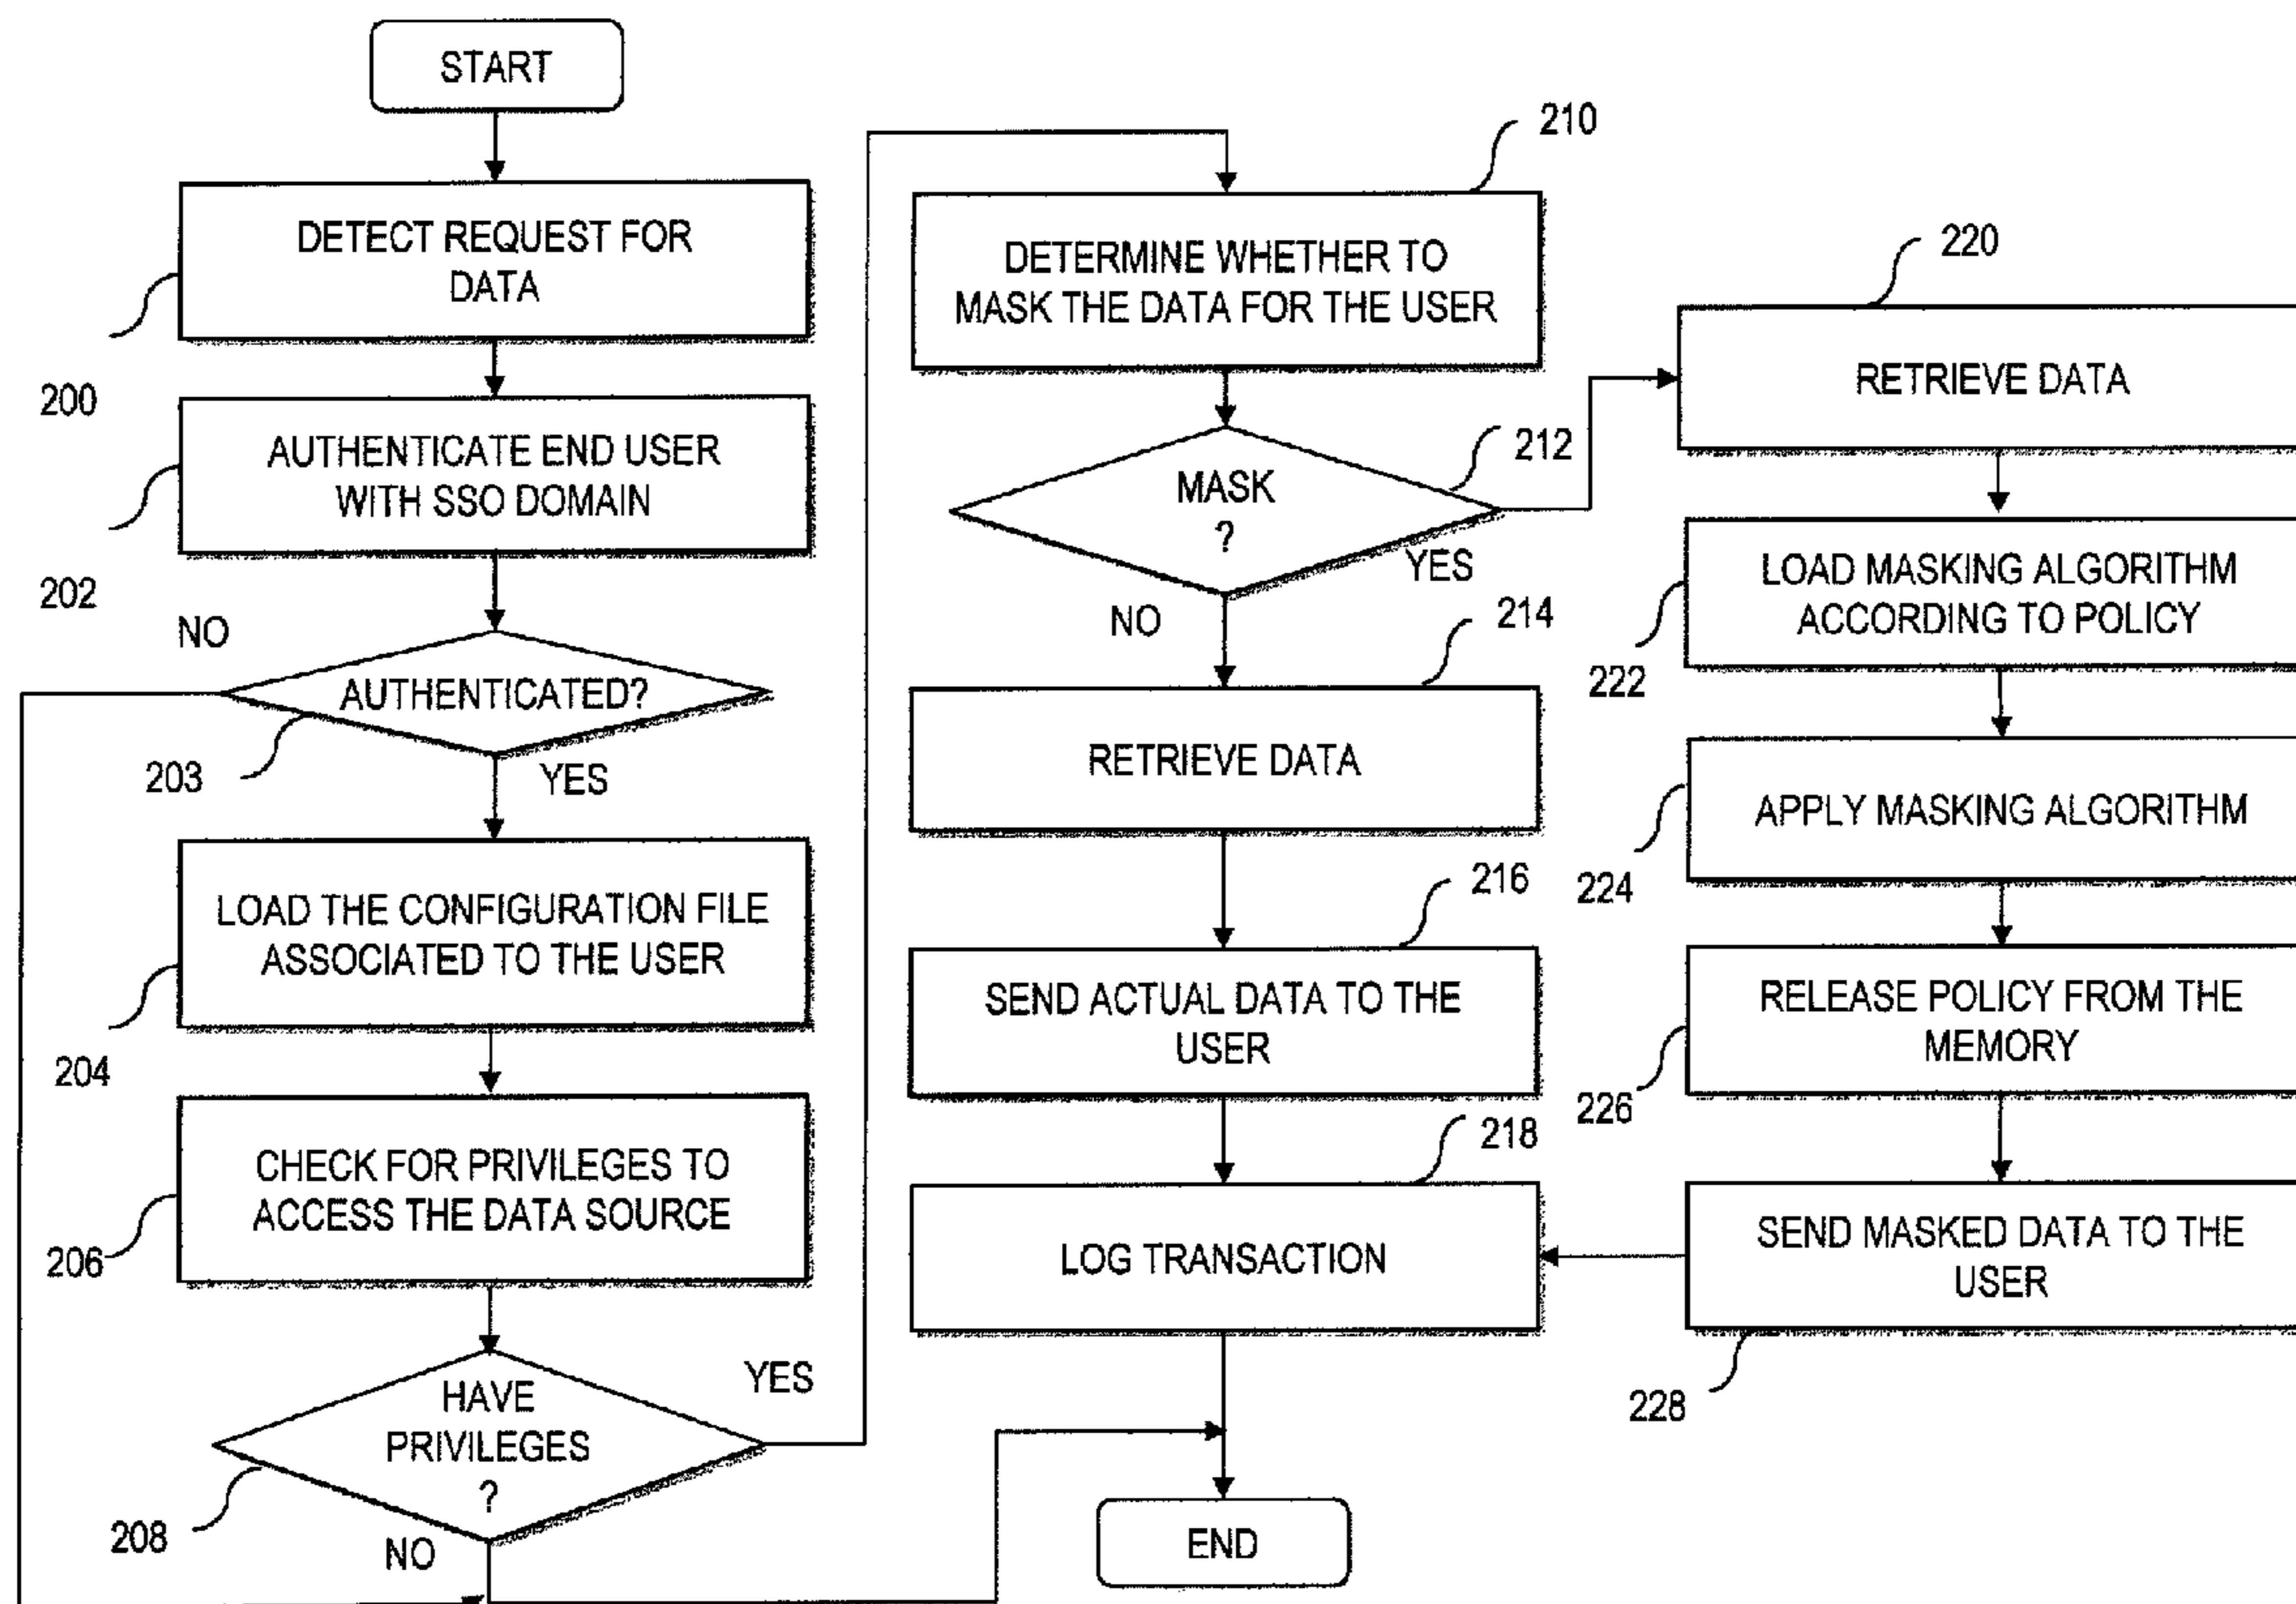 START
DETECT REQUEST FOR
DATA
200
AUTHENTICATE END USER
WITH SSO DOMAIN
202
NO
AUTHENTICATED?
203
YES
LOAD THE CONFIGURATION FILE
ASSOCIATED TO THE USER
204
CHECK FOR PRIVILEGES TO
ACCESS THE DATA SOURCE
206
HAVE
PRIVILEGES
?
YES
208
NO
210
DETERMINE WHETHER TO
MASK THE DATA FOR THE USER
212
MASK
?
YES
NO
214
RETRIEVE DATA
216
SEND ACTUAL DATA TO THE
USER
218
LOG TRANSACTION
END
220
RETRIEVE DATA
LOAD MASKING ALGORITHM
ACCORDING TO POLICY
222
APPLY MASKING ALGORITHM
224
RELEASE POLICY FROM THE
MEMORY
226
SEND MASKED DATA TO THE
USER
228